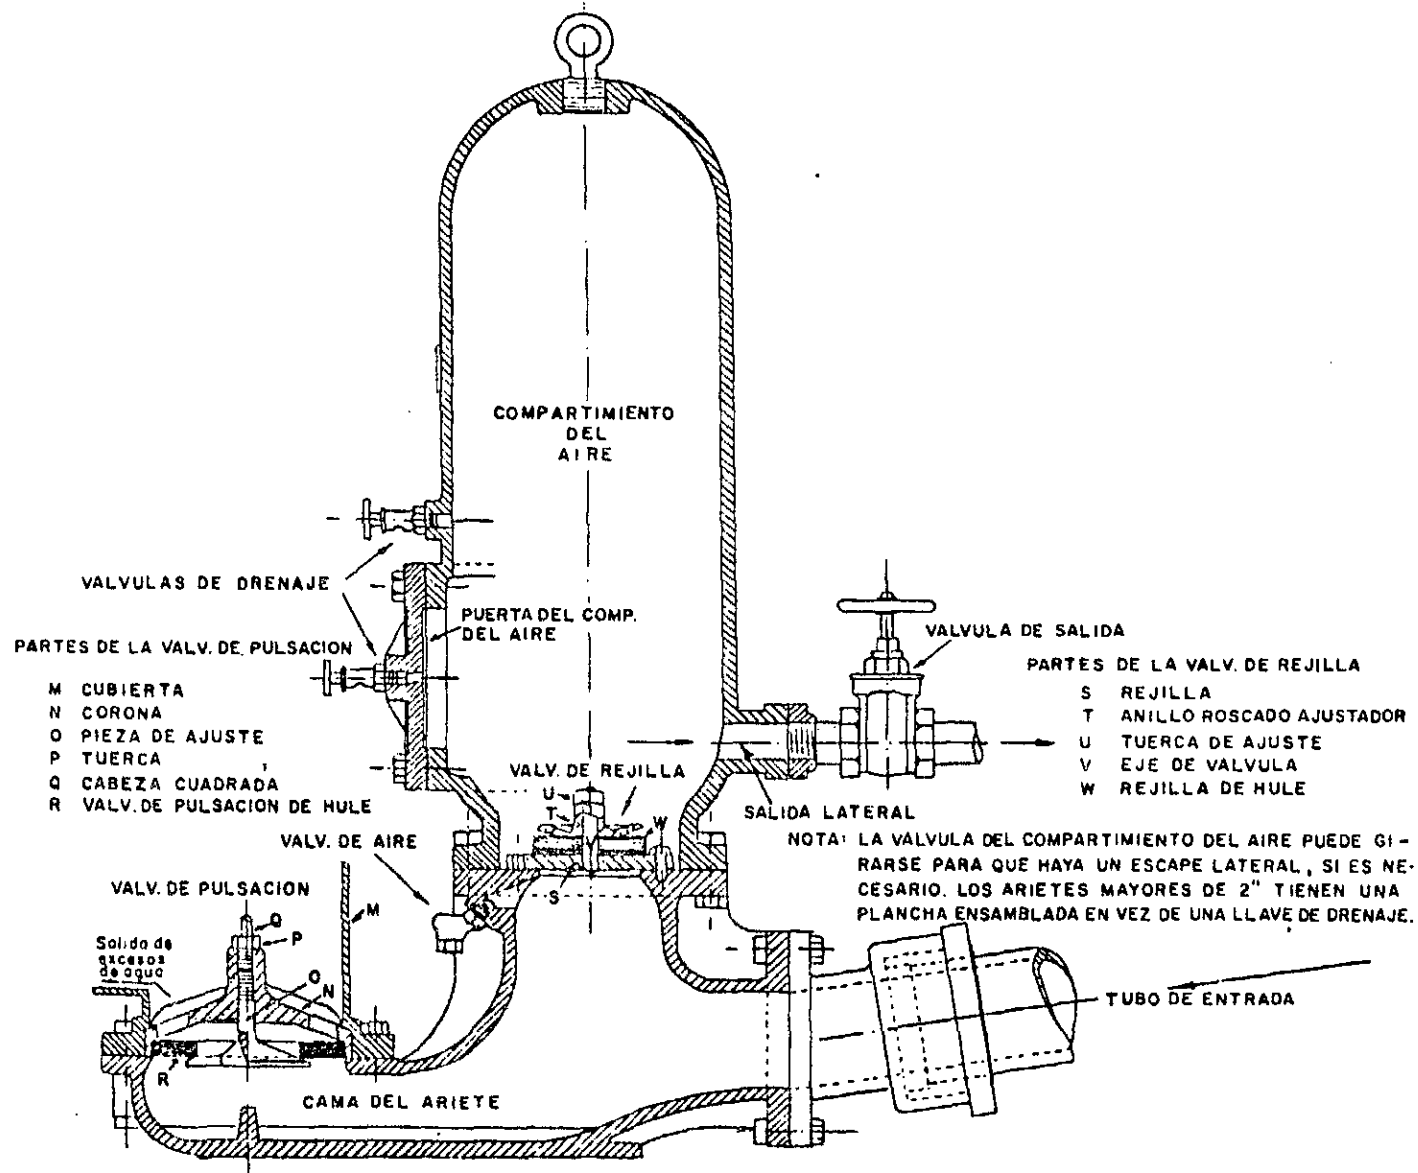 COMPARTIMIENTO
DEL
AIRE
VALVULAS DE DRENAJE
PUERTA DEL COMP.
DEL AIRE
PARTES DE LA VALV. DE PULSACION
M CUBIERTA
N CORONA
O PIEZA DE AJUSTE
P TUERCA
Q CABEZA CUADRADA
R VALV. DE PULSACION DE HULE
VALVULA DE SALIDA
PARTES DE LA VALV. DE REJILLA
S REJILLA
T ANILLO ROSCADO AJUSTADOR
U TUERCA DE AJUSTE
V EJE DE VALVULA
W REJILLA DE HULE
VALV. DE REJILLA
U
T
W
V
S
SALIDA LATERAL
NOTA: LA VALVULA DEL COMPARTIMIENTO DEL AIRE PUEDE GI-
RARSE PARA QUE HAYA UN ESCAPE LATERAL, SI ES NE-
CESARIO. LOS ARIETES MAYORES DE 2" TIENEN UNA
PLANCHA ENSAMBLADA EN VEZ DE UNA LLAVE DE DRENAJE.
VALV. DE AIRE
VALV. DE PULSACION
Q
P
M
Salida de
excesos
de agua
O
N
R
TUBO DE ENTRADA
CAMA DEL ARIETE